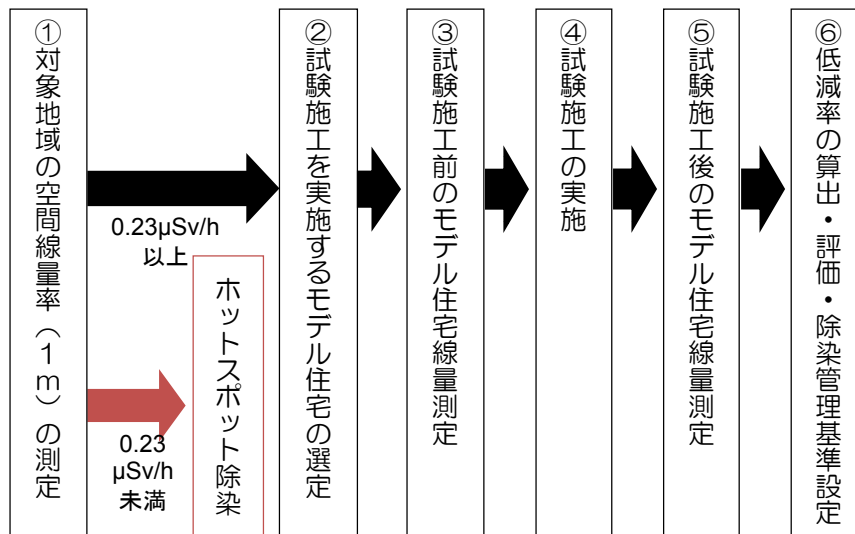 ①対象地域の空間線量率（1ｍ）の測定
0.23μSv/h
以上
0.23
μSv/h
未満
ホットスポット除染
②試験施工を実施するモデル住宅の選定
③試験施工前のモデル住宅線量測定
④試験施工の実施
⑤試験施工後のモデル住宅線量測定
⑥低減率の算出・評価・除染管理基準設定